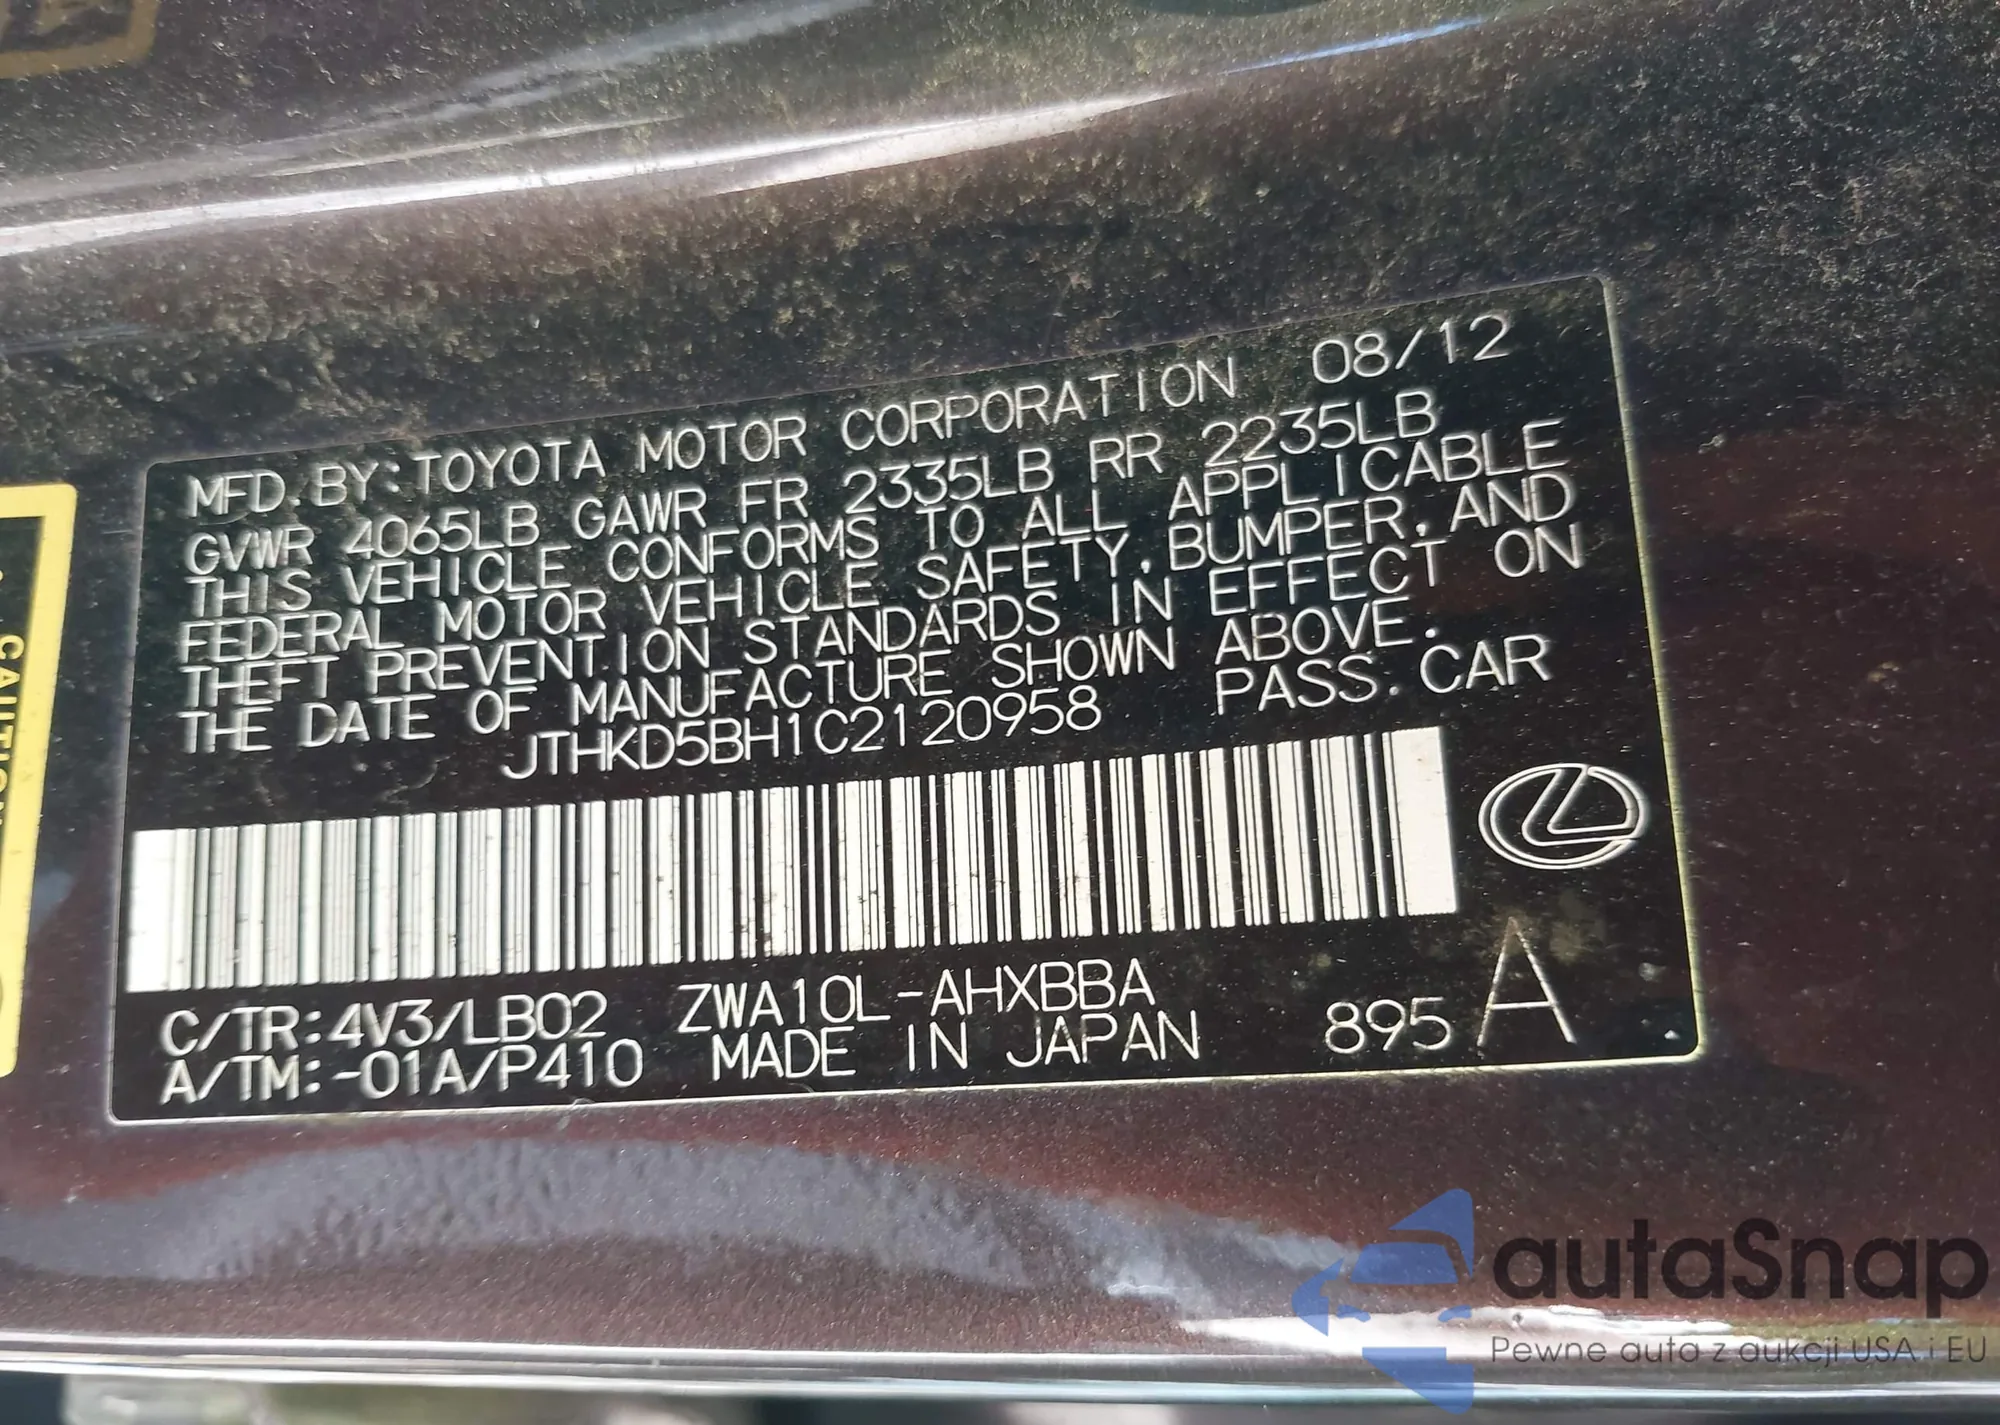 MFD.BY:TOYOTA MOTOR CORPORATION 08/12
GVWR 4065LB GAWR FR 2335LB RR 2235LB
THIS VEHICLE CONFORMS TO ALL APPLICABLE
FEDERAL MOTOR VEHICLE SAFETY,BUMPER,AND
THEFT PREVENTION STANDARDS IN EFFECT ON
THE DATE OF MANUFACTURE SHOWN ABOVE.
JTHKD5BH1C2120958 PASS.CAR
C/TR:4V3/LB02 ZWA10L-AHXBBA
A/TM:-01A/P410 MADE IN JAPAN 895 A
CAUTION
autaSnap
Pewne auta z aukcji USA i EU